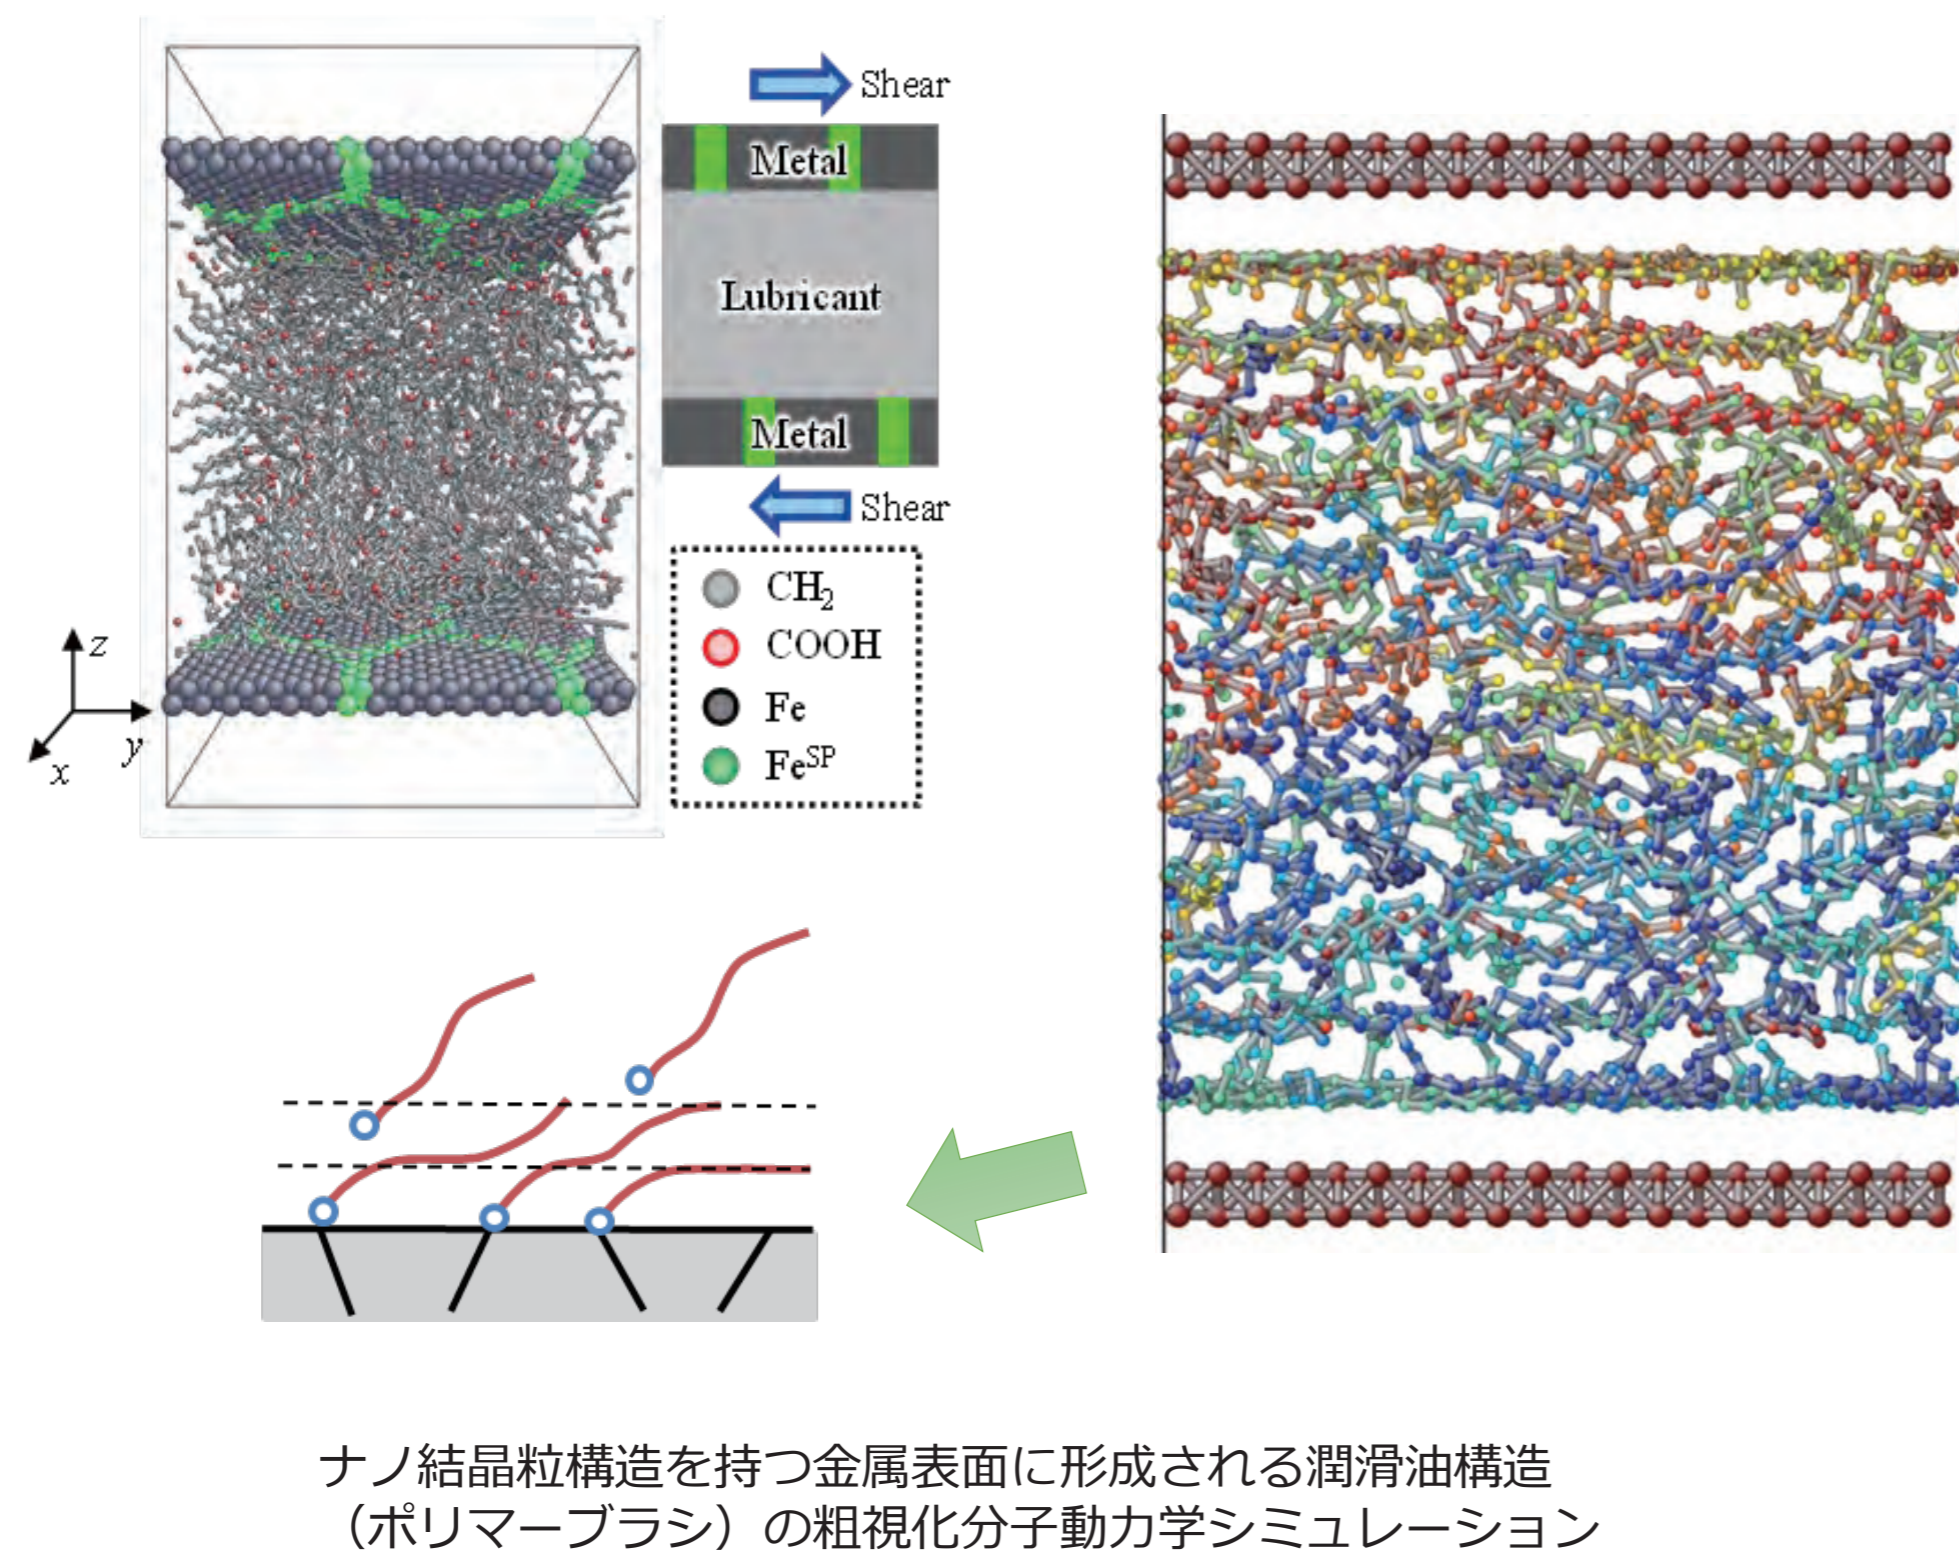 Shear
Metal
Lubricant
Metal
Shear
CH₂
COOH
Fe
Feˢᴾ
z
y
x
ナノ結晶粒構造を持つ金属表面に形成される潤滑油構造
（ポリマーブラシ）の粗視化分子動力学シミュレーション